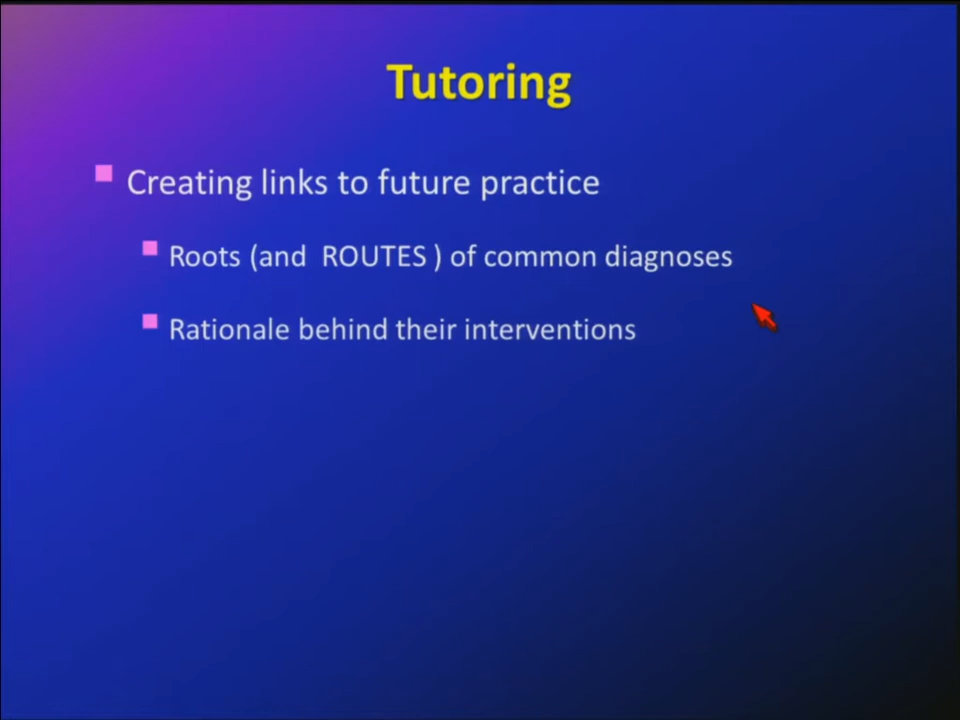 Tutoring
Creating links to future practice
Roots (and ROUTES ) of common diagnoses
Rationale behind their interventions